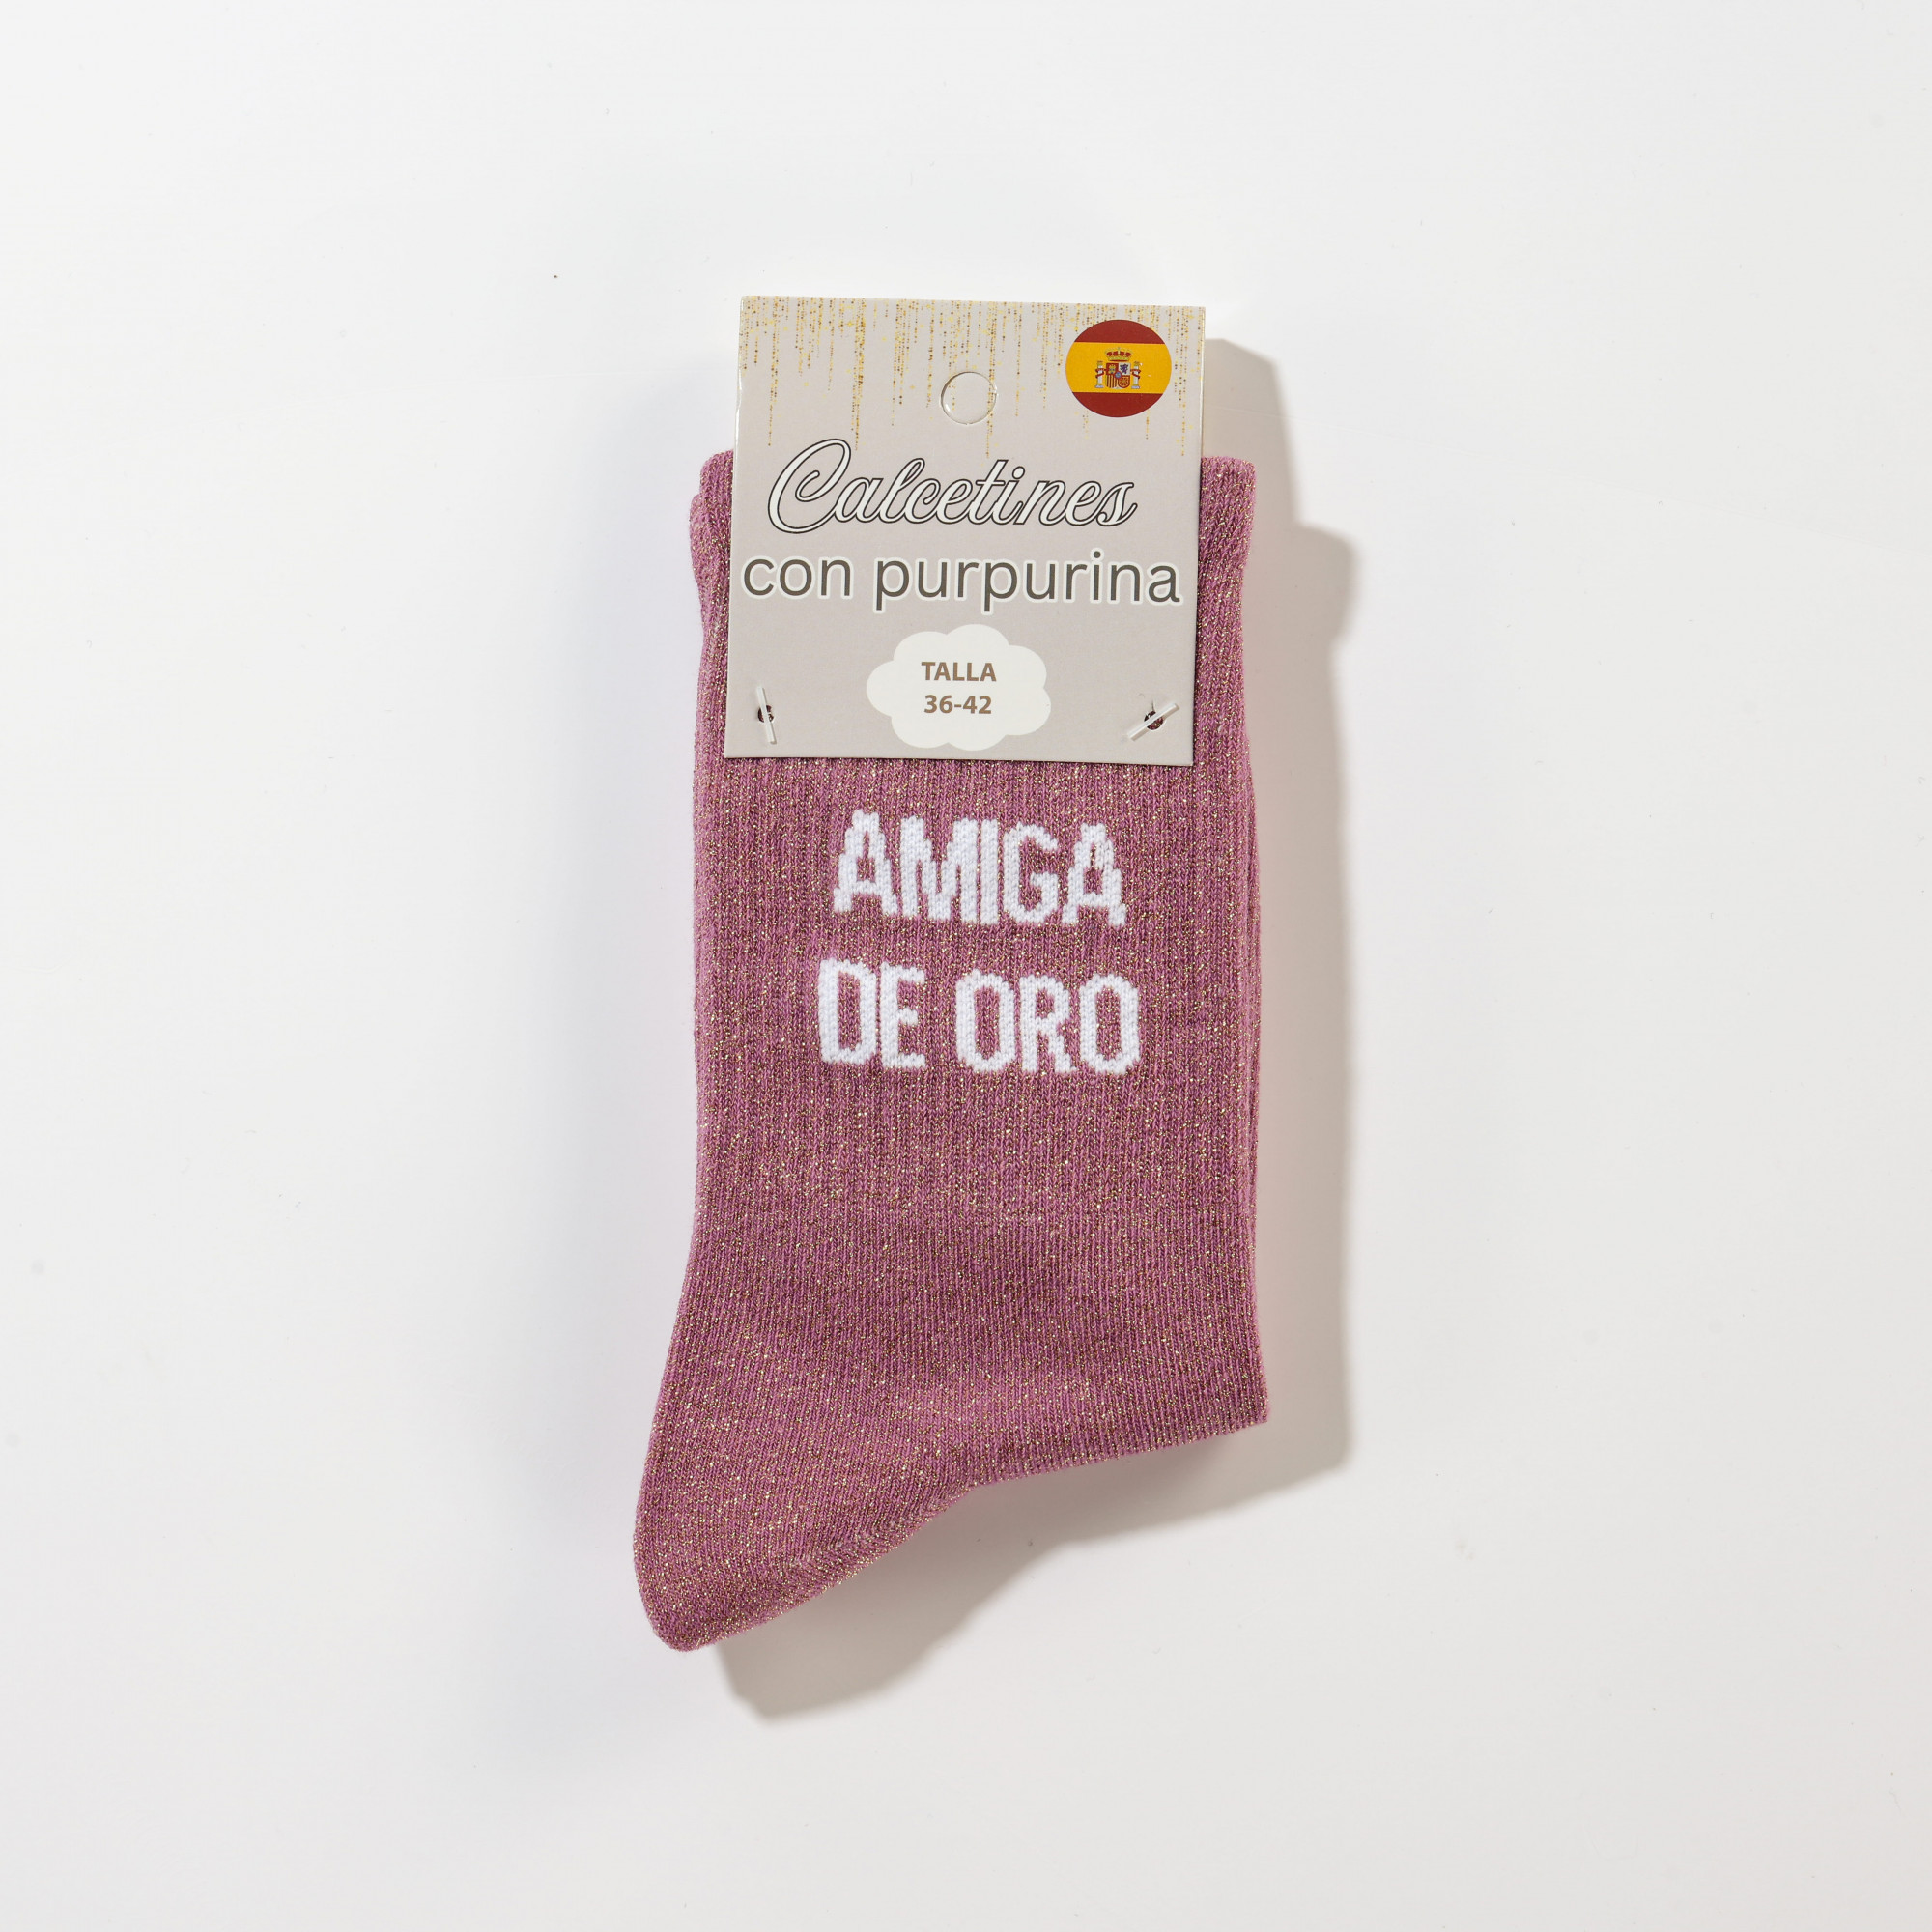 Calcetines
con purpurina
TALLA
36-42
AMIGA
DE ORO